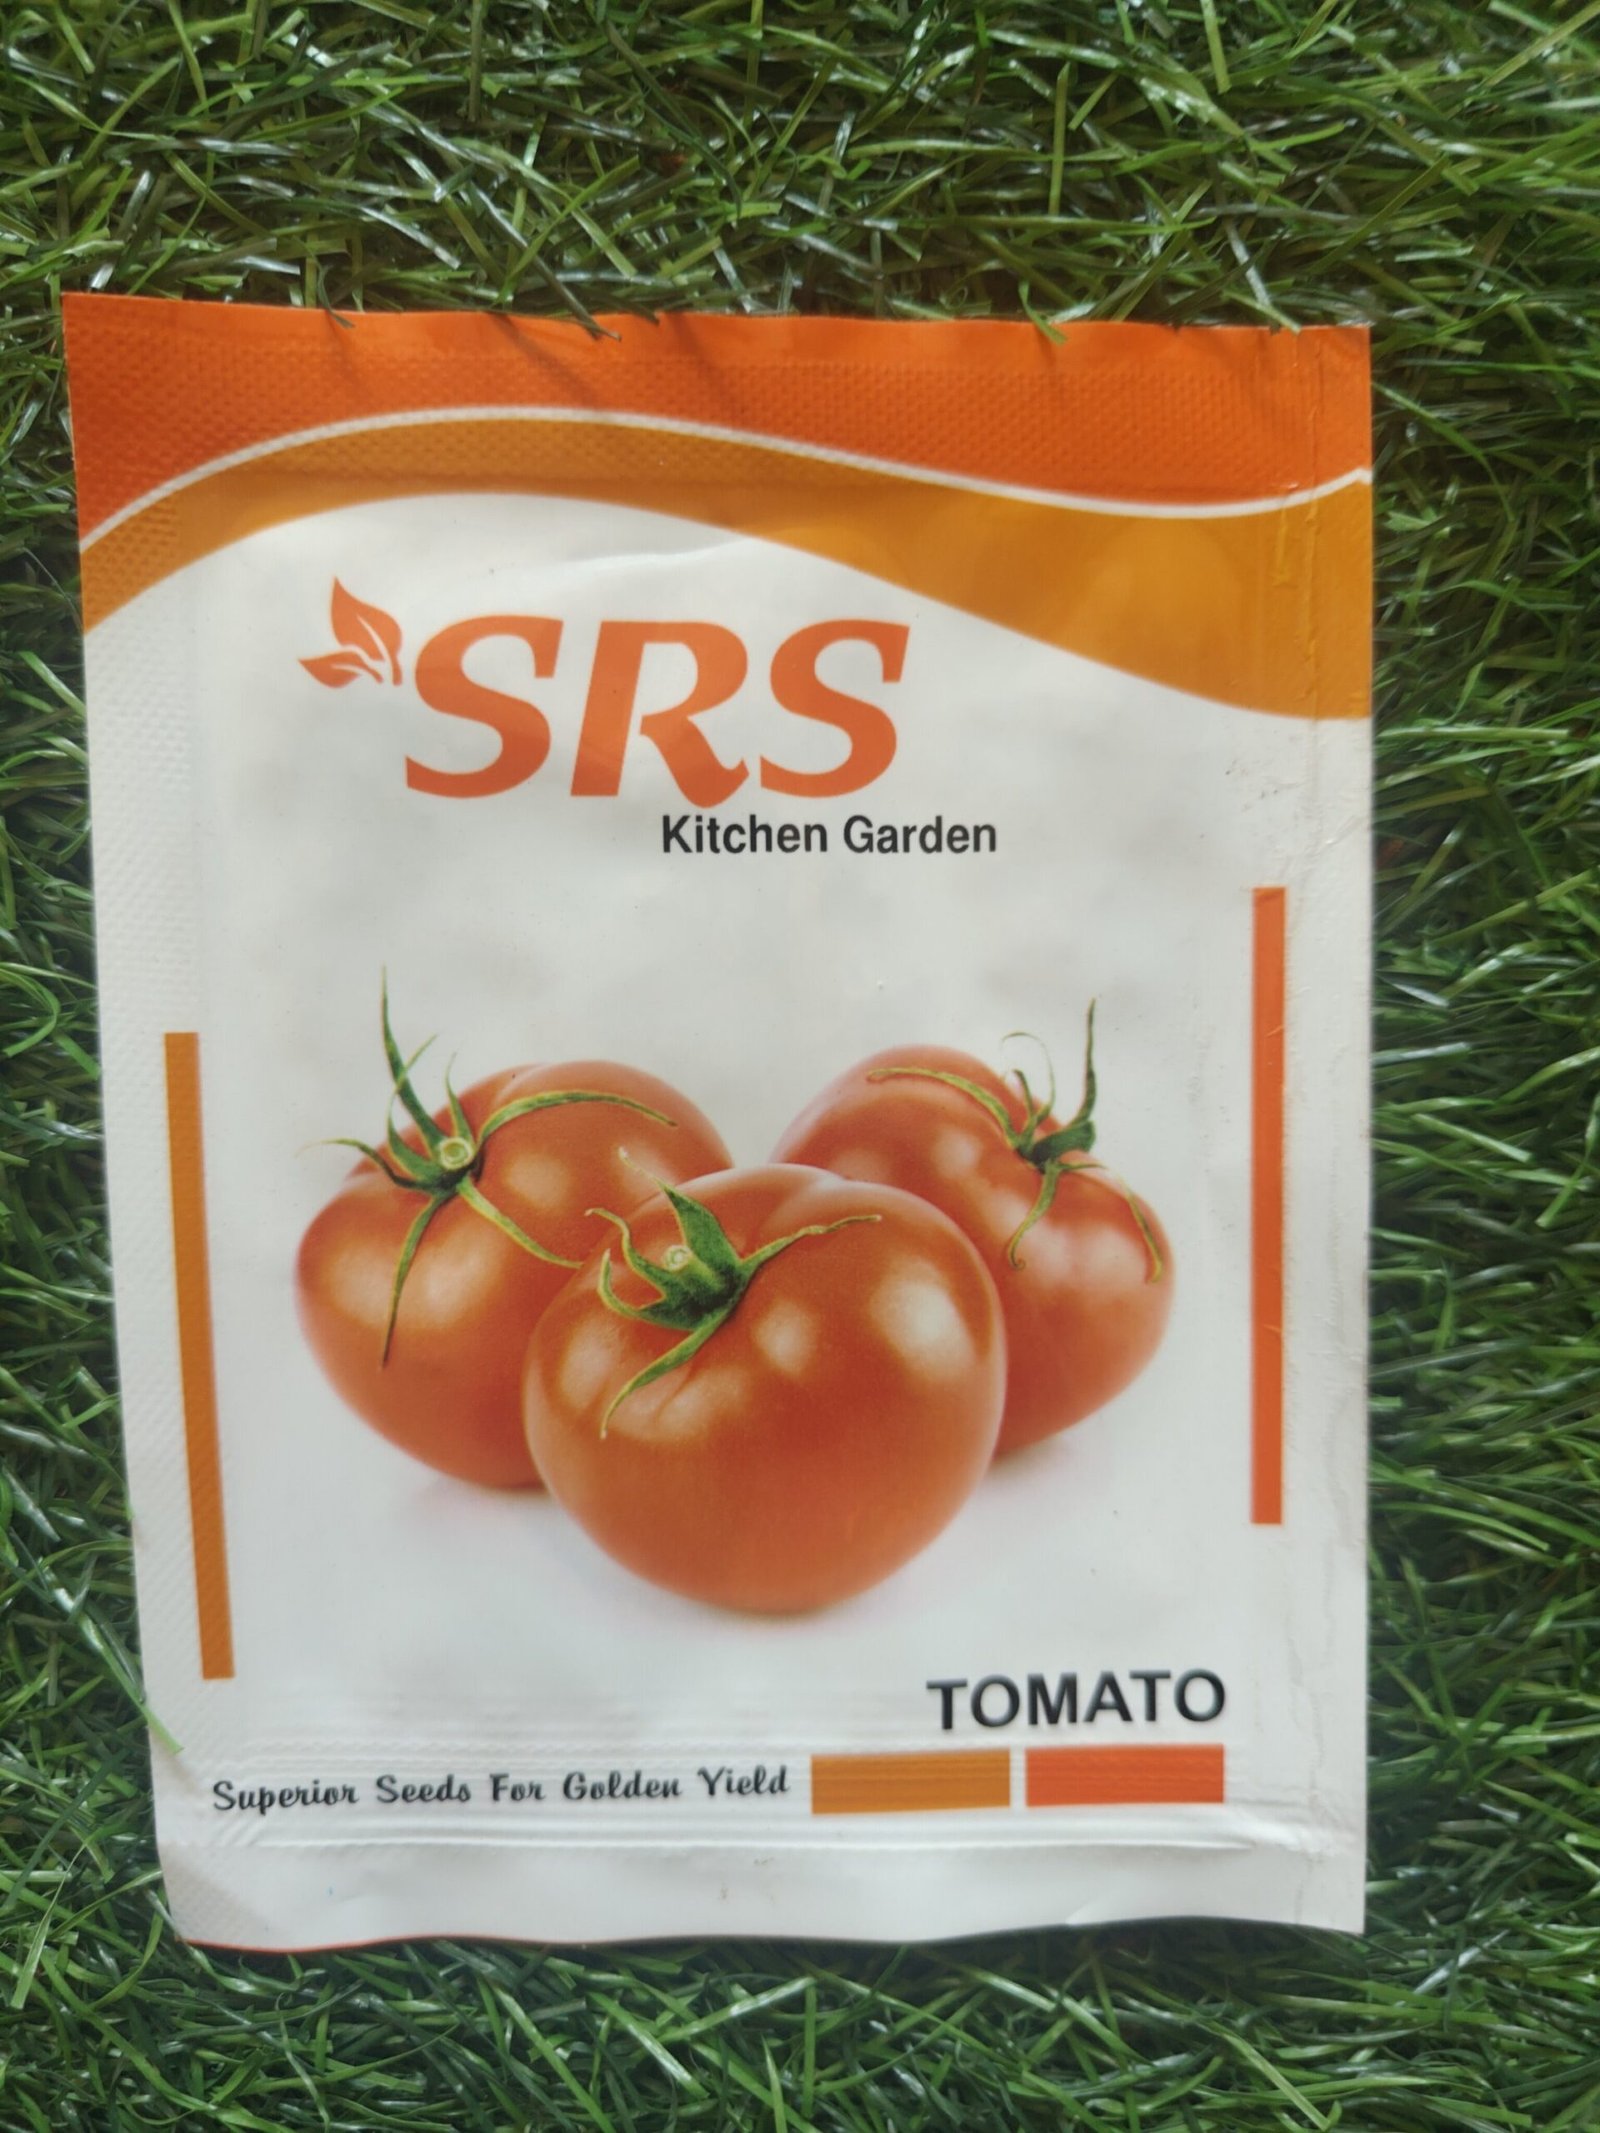 SRS
Kitchen Garden
TOMATO
Superior Seeds For Golden Yield